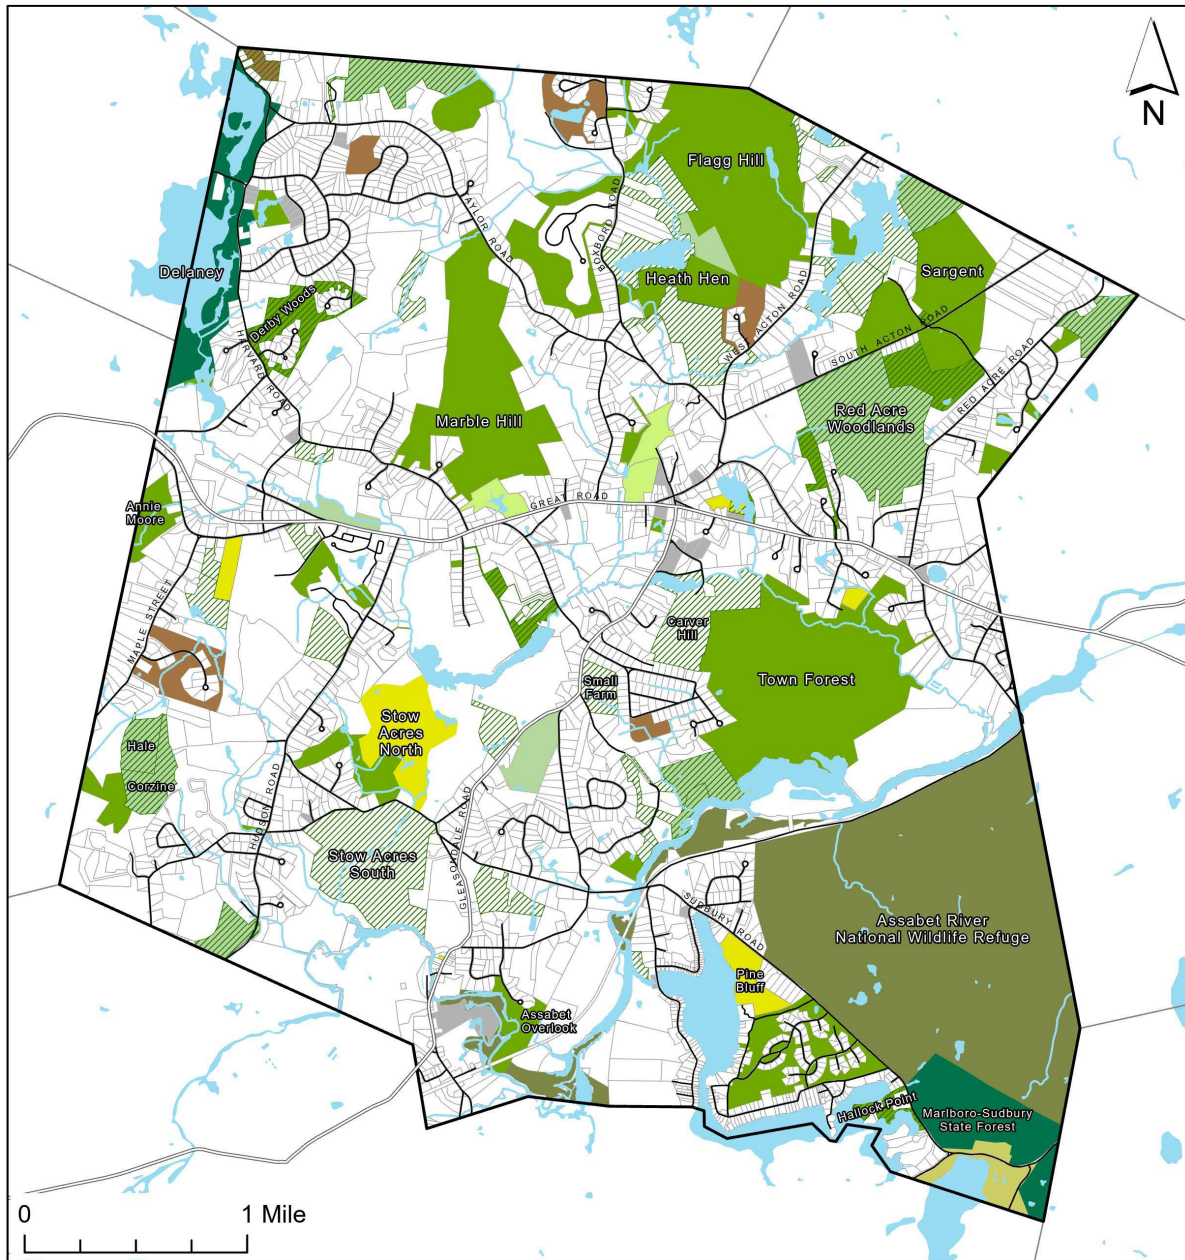 N
Flagg Hill
TAYLOR ROAD
BOXBORO ROAD
Delaney
Heath Hen
Sargent
Derby Woods
WEST ACTON ROAD
SOUTH ACTON ROAD
HARVARD ROAD
RED ACRE ROAD
Marble Hill
Red Acre
Woodlands
GREAT ROAD
Annie
Moore
MAPLE STREET
Carver
Hill
Small
Farm
Town Forest
Stow
Acres
North
Hale
Corzine
HUDSON ROAD
GLEASONDALE ROAD
Stow Acres
South
SUDBURY ROAD
Assabet River
National Wildlife Refuge
Pine
Bluff
Assabet
Overlook
Hallock Point
Marlboro-Sudbury
State Forest
0 1 Mile